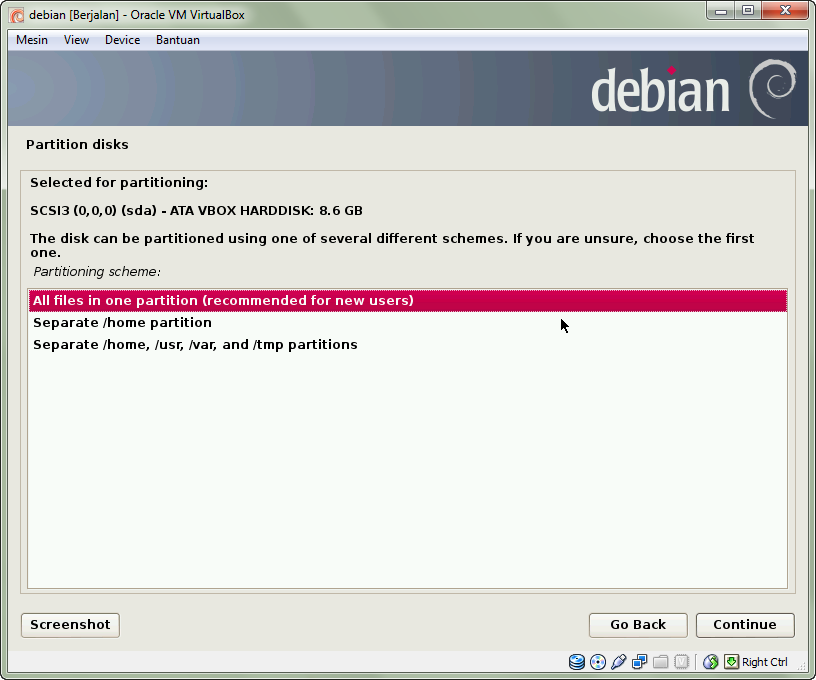 debian [Berjalan] - Oracle VM VirtualBox
Mesin View Device Bantuan
debian
Partition disks
Selected for partitioning:
SCSI3 (0,0,0) (sda) - ATA VBOX HARDDISK: 8.6 GB
The disk can be partitioned using one of several different schemes. If you are unsure, choose the first
one.
Partitioning scheme:
All files in one partition (recommended for new users)
Separate /home partition
Separate /home, /usr, /var, and /tmp partitions
Screenshot Go Back Continue
Right Ctrl